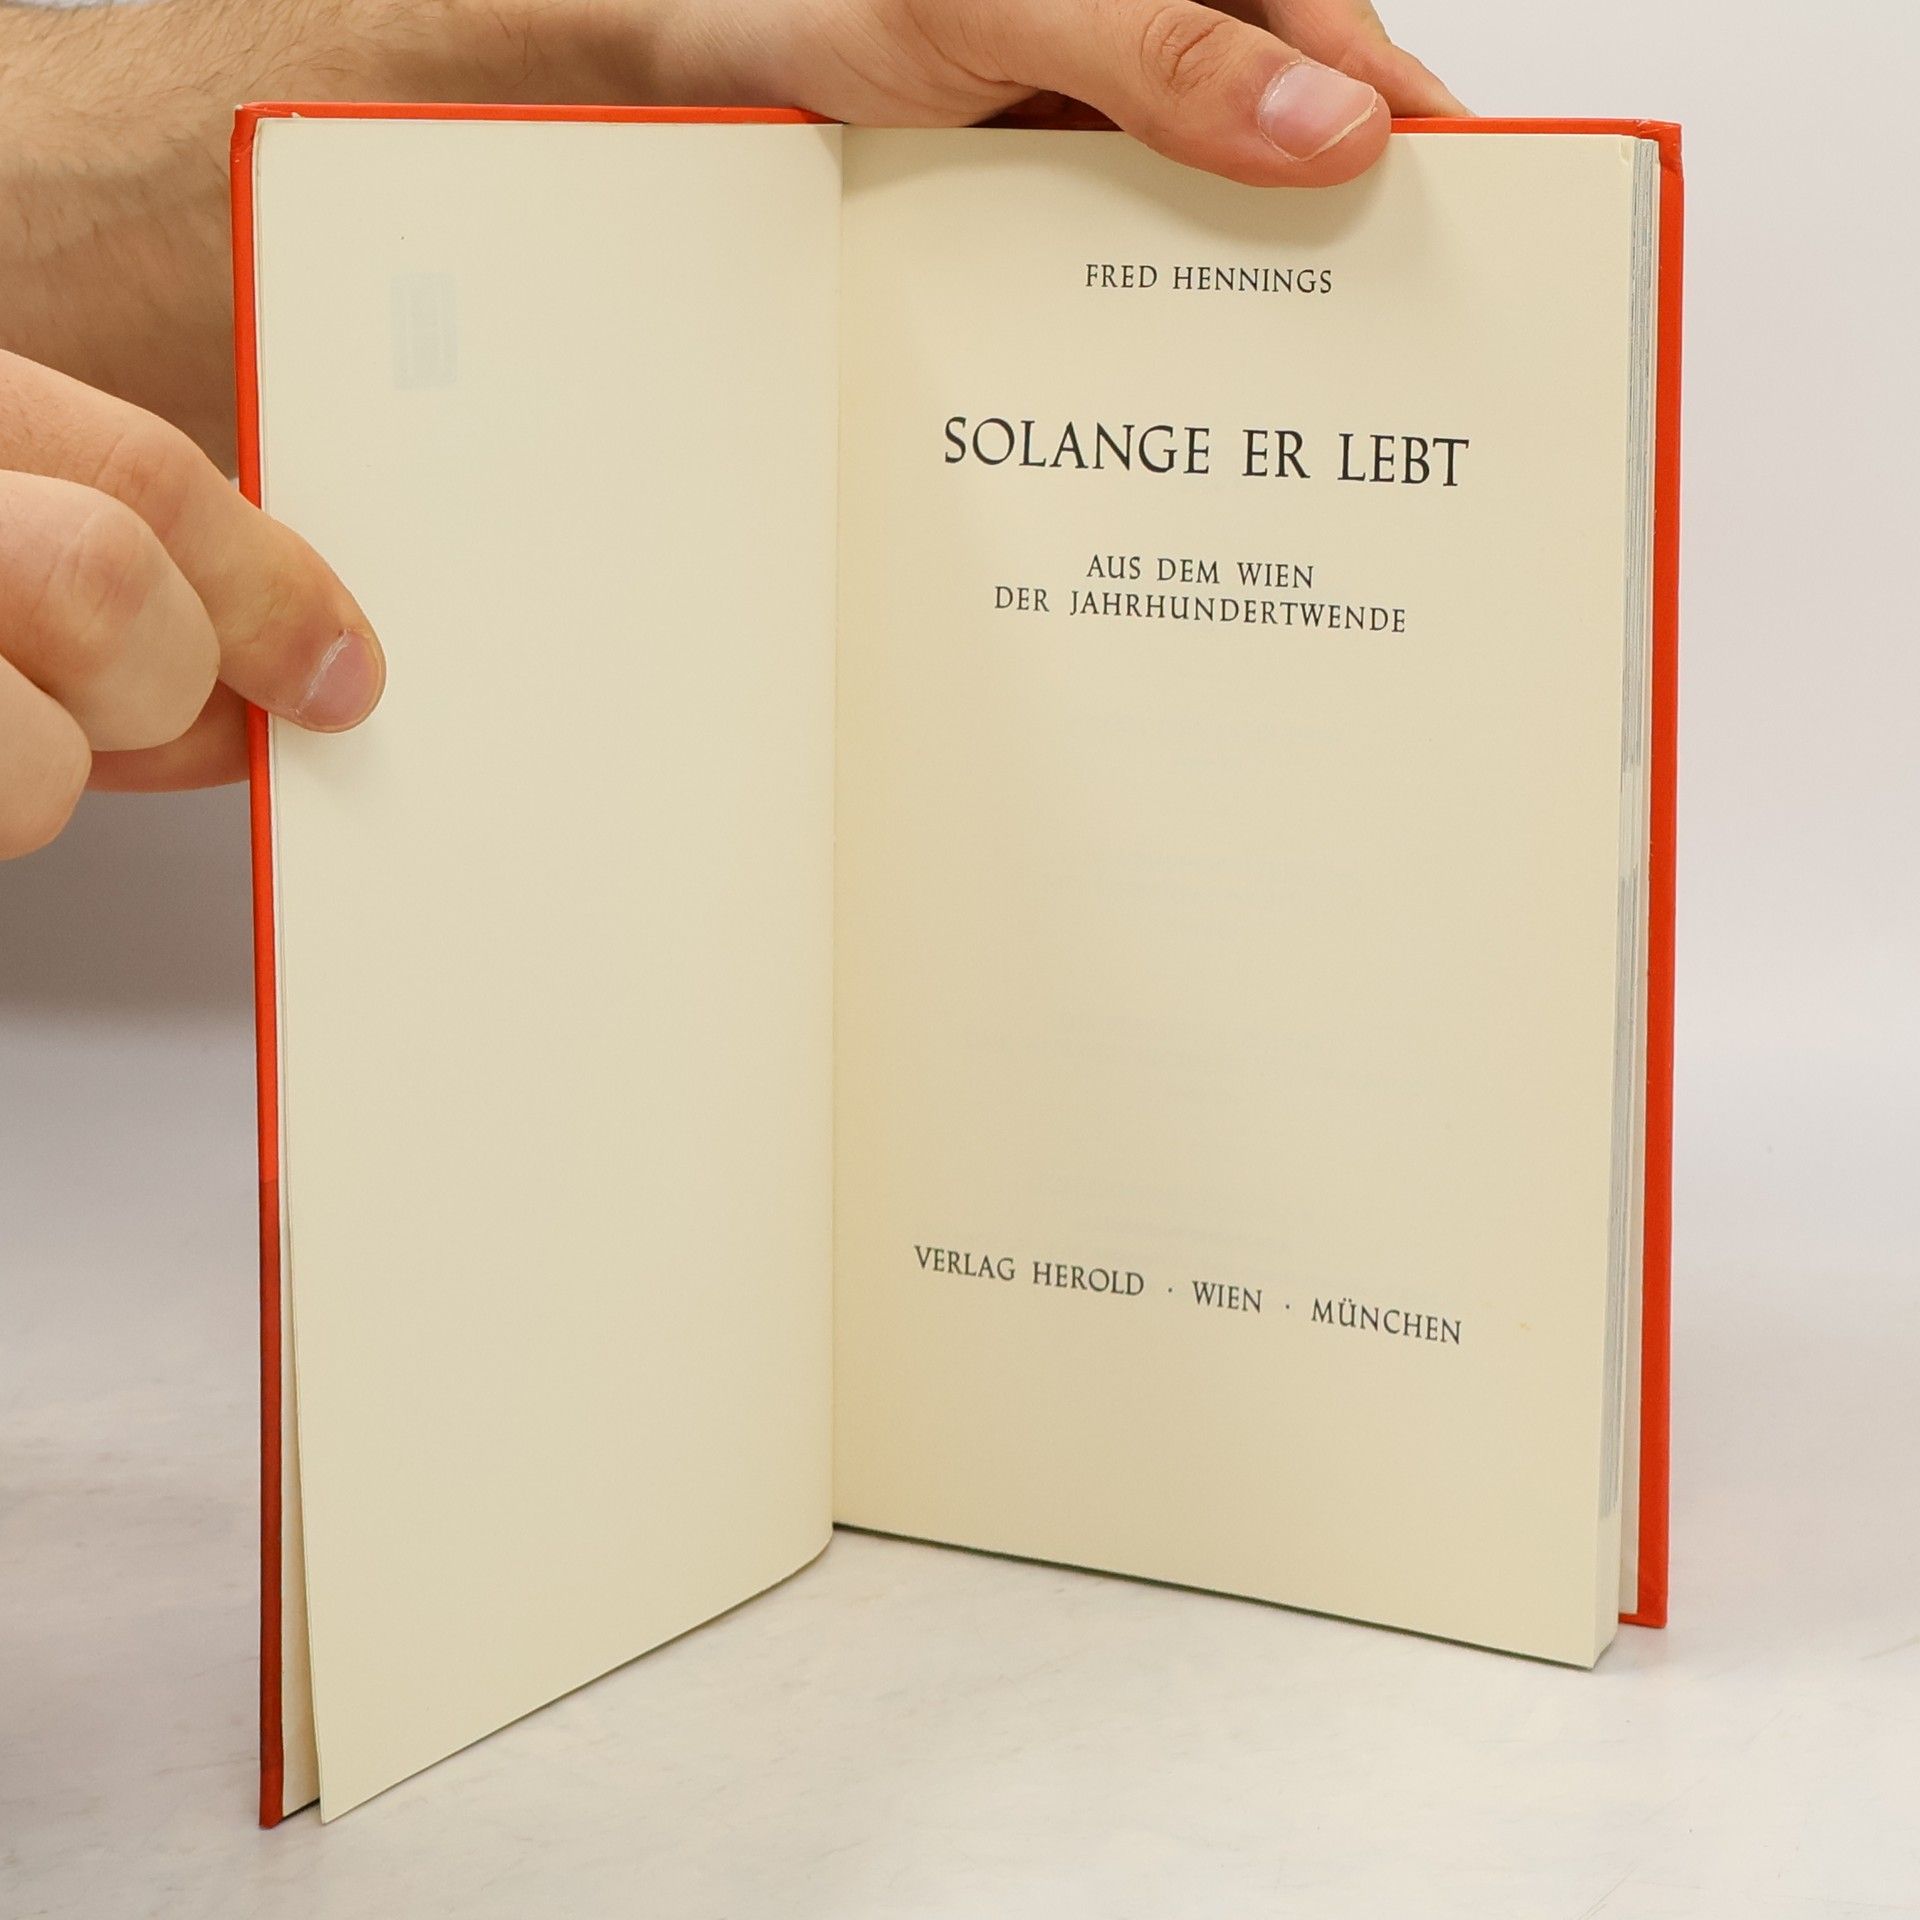 FRED HENNINGS
SOLANGE ER LEBT
AUS DEM WIEN
DER JAHRHUNDERTWENDE
VERLAG HEROLD · WIEN · MÜNCHEN